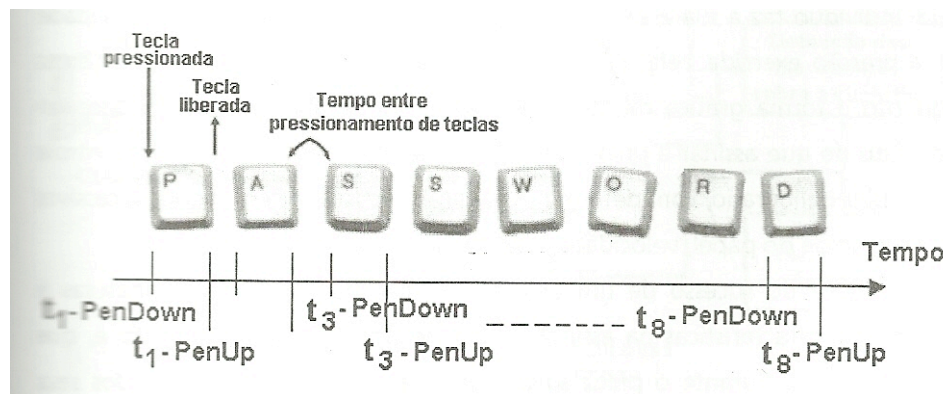 Tecla
pressionada
Tecla
liberada
Tempo entre
pressionamento de teclas
P A S S W O R D
Tempo
t1-PenDown
t3-PenDown
t8-PenDown
t1-PenUp
t3-PenUp
t8-PenUp